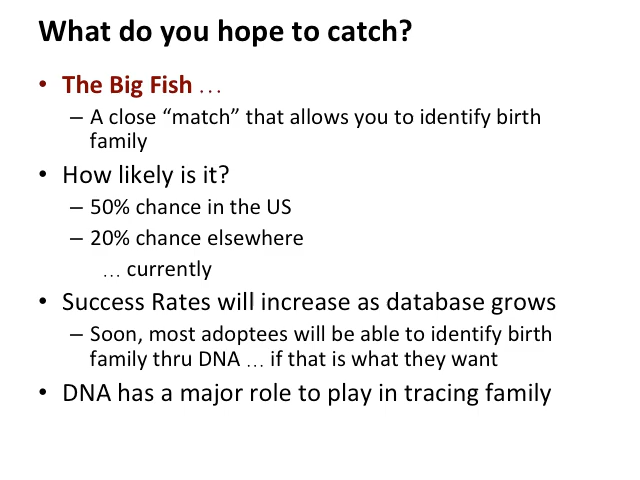 What do you hope to catch?
• The Big Fish …
– A close “match” that allows you to identify birth
family
• How likely is it?
– 50% chance in the US
– 20% chance elsewhere
… currently
• Success Rates will increase as database grows
– Soon, most adoptees will be able to identify birth
family thru DNA … if that is what they want
• DNA has a major role to play in tracing family